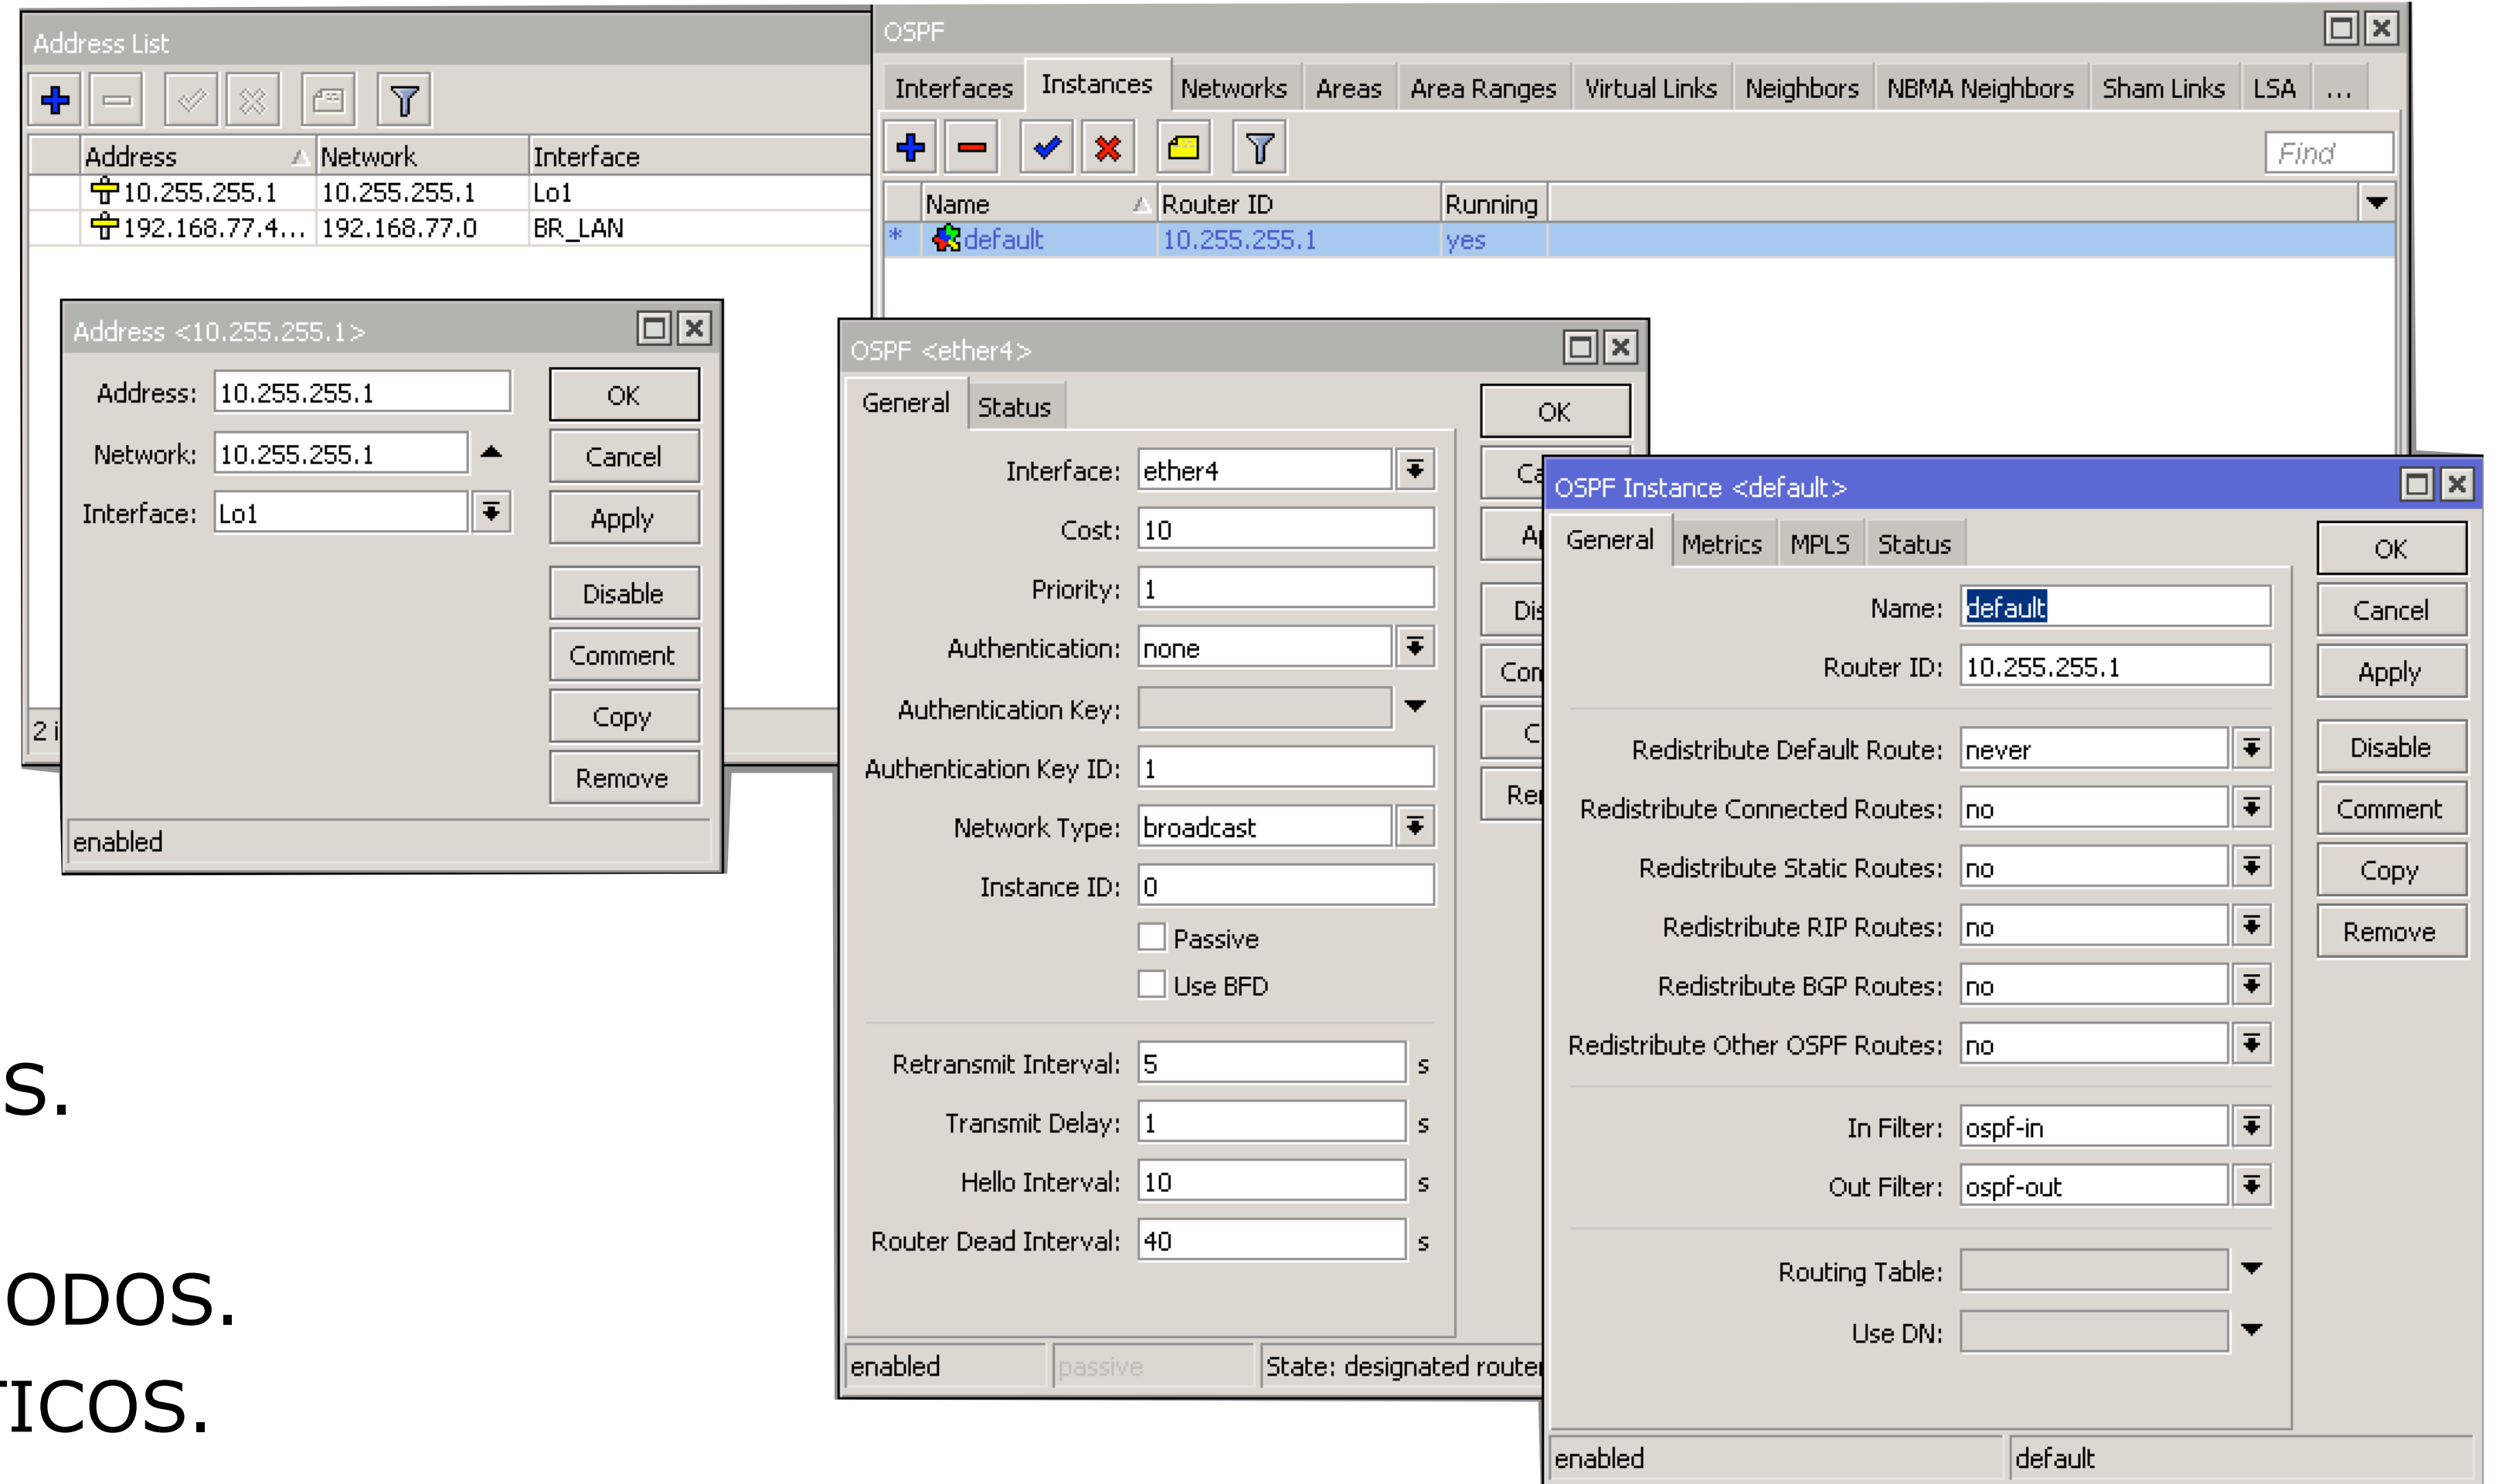 Address List
Address Network Interface
10.255.255.1 10.255.255.1 Lo1
192.168.77.4... 192.168.77.0 BR_LAN
2 i
Address <10.255.255.1>
Address: 10.255.255.1 OK
Network: 10.255.255.1 Cancel
Interface: Lo1 Apply
Disable
Comment
Copy
Remove
enabled
OSPF
Interfaces Instances Networks Areas Area Ranges Virtual Links Neighbors NBMA Neighbors Sham Links LSA ...
Find
Name Router ID Running
* default 10.255.255.1 yes
OSPF <ether4>
General Status
OK
Interface: ether4
Cost: 10
Priority: 1
Authentication: none
Authentication Key:
Authentication Key ID: 1
Network Type: broadcast
Instance ID: 0
Passive
Use BFD
Retransmit Interval: 5 s
Transmit Delay: 1 s
Hello Interval: 10 s
Router Dead Interval: 40 s
enabled passive State: designated router
OSPF Instance <default>
General Metrics MPLS Status
OK
Name: default Cancel
Router ID: 10.255.255.1 Apply
Redistribute Default Route: never Disable
Redistribute Connected Routes: no Comment
Redistribute Static Routes: no Copy
Redistribute RIP Routes: no Remove
Redistribute BGP Routes: no
Redistribute Other OSPF Routes: no
In Filter: ospf-in
Out Filter: ospf-out
Routing Table:
Use DN:
enabled default
S.
ODOS.
TICOS.